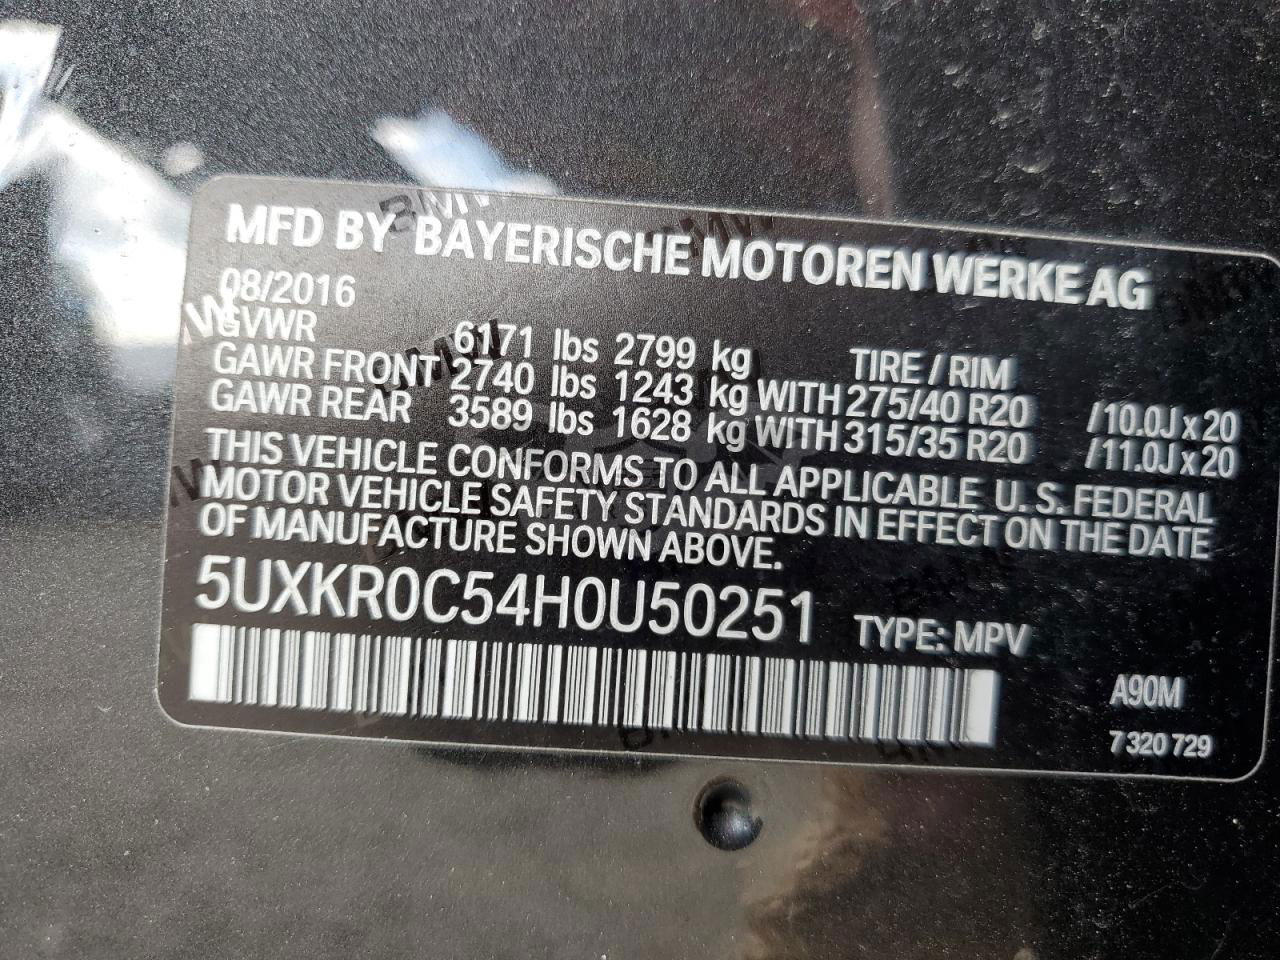 MFD BY BAYERISCHE MOTOREN WERKE AG
08/2016
GVWR 6171 lbs 2799 kg TIRE / RIM
GAWR FRONT 2740 lbs 1243 kg WITH 275/40 R20 /10.0J x 20
GAWR REAR 3589 lbs 1628 kg WITH 315/35 R20 /11.0J x 20
THIS VEHICLE CONFORMS TO ALL APPLICABLE U. S. FEDERAL
MOTOR VEHICLE SAFETY STANDARDS IN EFFECT ON THE DATE
OF MANUFACTURE SHOWN ABOVE.
5UXKR0C54H0U50251 TYPE: MPV
A90M
7 320 729